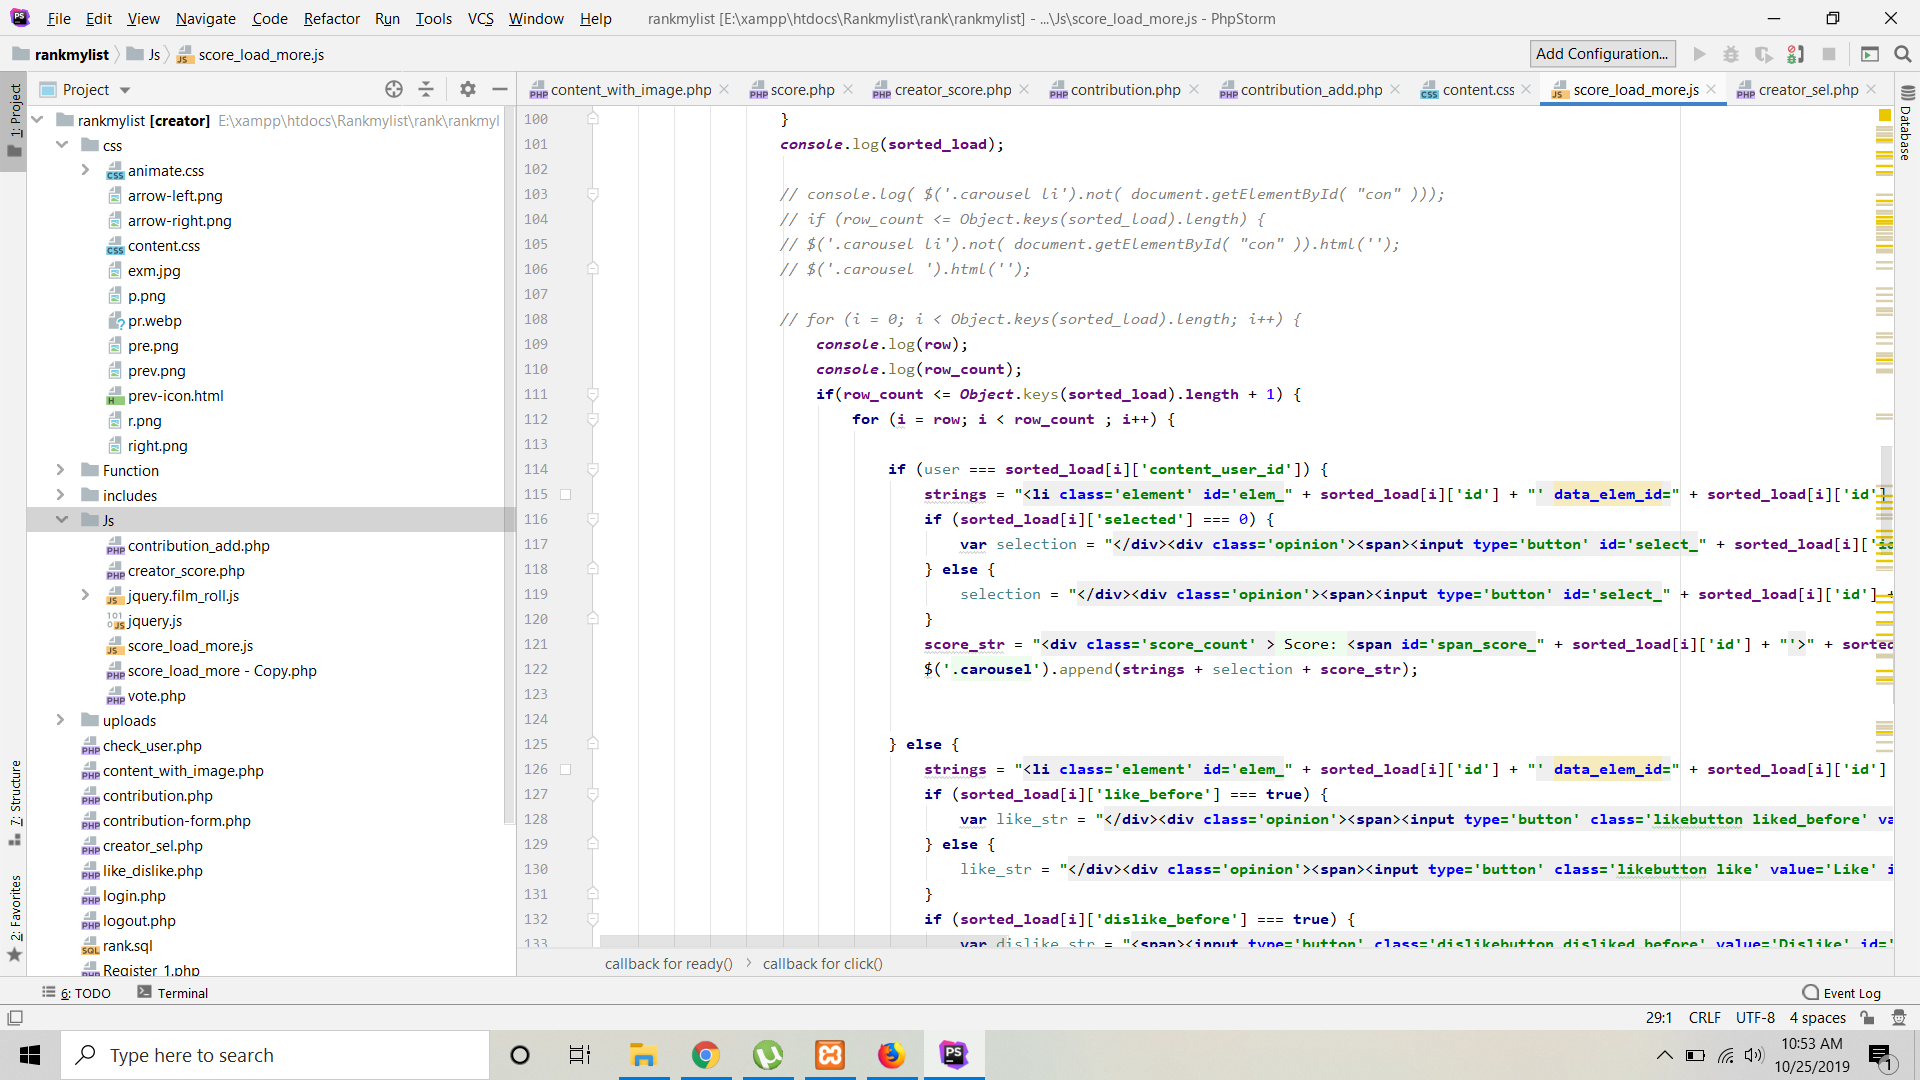 File Edit View Navigate Code Refactor Run Tools VCS Window Help rankmylist [E:\xampp\htdocs\Rankmylist\rank\rankmylist] - ...\Js\score_load_more.js - PhpStorm
rankmylist Js score_load_more.js Add Configuration...
1: Project
7: Structure
2: Favorites
Database
Project
rankmylist [creator] E:\xampp\htdocs\Rankmylist\rank\rankmyl
css
animate.css
arrow-left.png
arrow-right.png
content.css
exm.jpg
p.png
pr.webp
pre.png
prev.png
prev-icon.html
r.png
right.png
Function
includes
Js
contribution_add.php
creator_score.php
jquery.film_roll.js
jquery.js
score_load_more.js
score_load_more - Copy.php
vote.php
uploads
check_user.php
content_with_image.php
contribution.php
contribution-form.php
creator_sel.php
like_dislike.php
login.php
logout.php
rank.sql
Register_1.php
content_with_image.php score.php creator_score.php contribution.php contribution_add.php content.css score_load_more.js creator_sel.php
100 }
101 console.log(sorted_load);
102
103 // console.log( $('.carousel li').not( document.getElementById( "con" )));
104 // if (row_count <= Object.keys(sorted_load).length) {
105 // $('.carousel li').not( document.getElementById( "con" )).html('');
106 // $('.carousel ').html('');
107
108 // for (i = 0; i < Object.keys(sorted_load).length; i++) {
109 console.log(row);
110 console.log(row_count);
111 if(row_count <= Object.keys(sorted_load).length + 1) {
112 for (i = row; i < row_count ; i++) {
113
114 if (user === sorted_load[i]['content_user_id']) {
115 strings = "<li class='element' id='elem_" + sorted_load[i]['id'] + "' data_elem_id=" + sorted_load[i]['id']
116 if (sorted_load[i]['selected'] === 0) {
117 var selection = "</div><div class='opinion'><span><input type='button' id='select_" + sorted_load[i]['id
118 } else {
119 selection = "</div><div class='opinion'><span><input type='button' id='select_" + sorted_load[i]['id'] +
120 }
121 score_str = "<div class='score_count' > Score: <span id='span_score_" + sorted_load[i]['id'] + "'>" + sorted
122 $('.carousel').append(strings + selection + score_str);
123
124
125 } else {
126 strings = "<li class='element' id='elem_" + sorted_load[i]['id'] + "' data_elem_id=" + sorted_load[i]['id']
127 if (sorted_load[i]['like_before'] === true) {
128 var like_str = "</div><div class='opinion'><span><input type='button' class='likebutton liked_before' va
129 } else {
130 like_str = "</div><div class='opinion'><span><input type='button' class='likebutton like' value='Like' i
131 }
132 if (sorted_load[i]['dislike_before'] === true) {
133 var dislike_str = "<span><input type='button' class='dislikebutton disliked_before' value='Dislike' id='
callback for ready() callback for click()
6: TODO Terminal Event Log
29:1 CRLF UTF-8 4 spaces
Type here to search
10:53 AM
10/25/2019
1